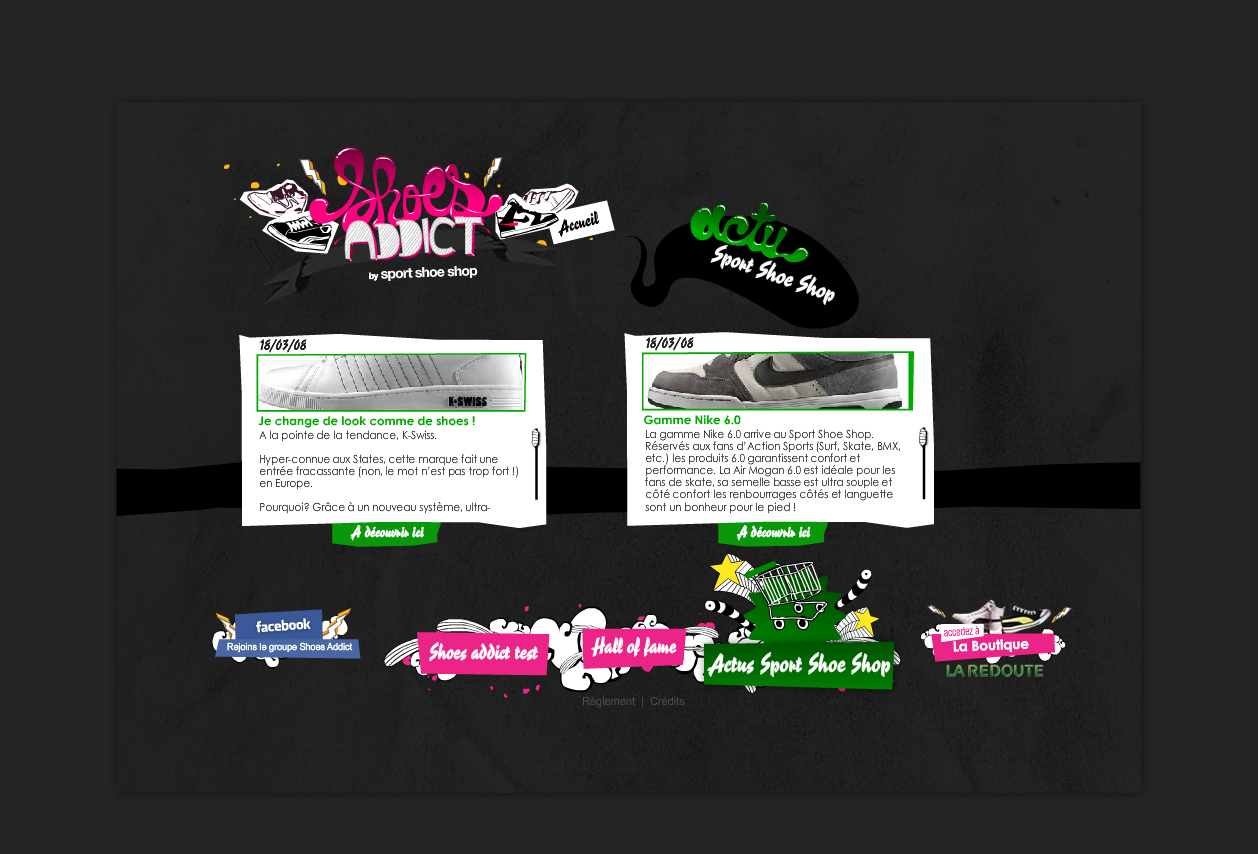 Shoes
ADDICT
by sport shoe shop
Accueil
actu
Sport Shoe Shop
18/03/08
K-SWISS
Je change de look comme de shoes !
A la pointe de la tendance, K-Swiss.
Hyper-connue aux States, cette marque fait une
entrée fracassante (non, le mot n'est pas trop fort !)
en Europe.
Pourquoi? Grâce à un nouveau système, ultra-
A découvrir ici
18/03/08
Gamme Nike 6.0
La gamme Nike 6.0 arrive au Sport Shoe Shop.
Réservés aux fans d'Action Sports (Surf, Skate, BMX,
etc.) les produits 6.0 garantissent confort et
performance. La Air Mogan 6.0 est idéale pour les
fans de skate, sa semelle basse est ultra souple et
côté confort les renbourrages côtés et languette
sont un bonheur pour le pied !
A découvrir ici
facebook
Rejoins le groupe Shoes Addict
Shoes addict test
Hall of fame
Actus Sport Shoe Shop
accedez à
La Boutique
LA REDOUTE
Règlement | Crédits